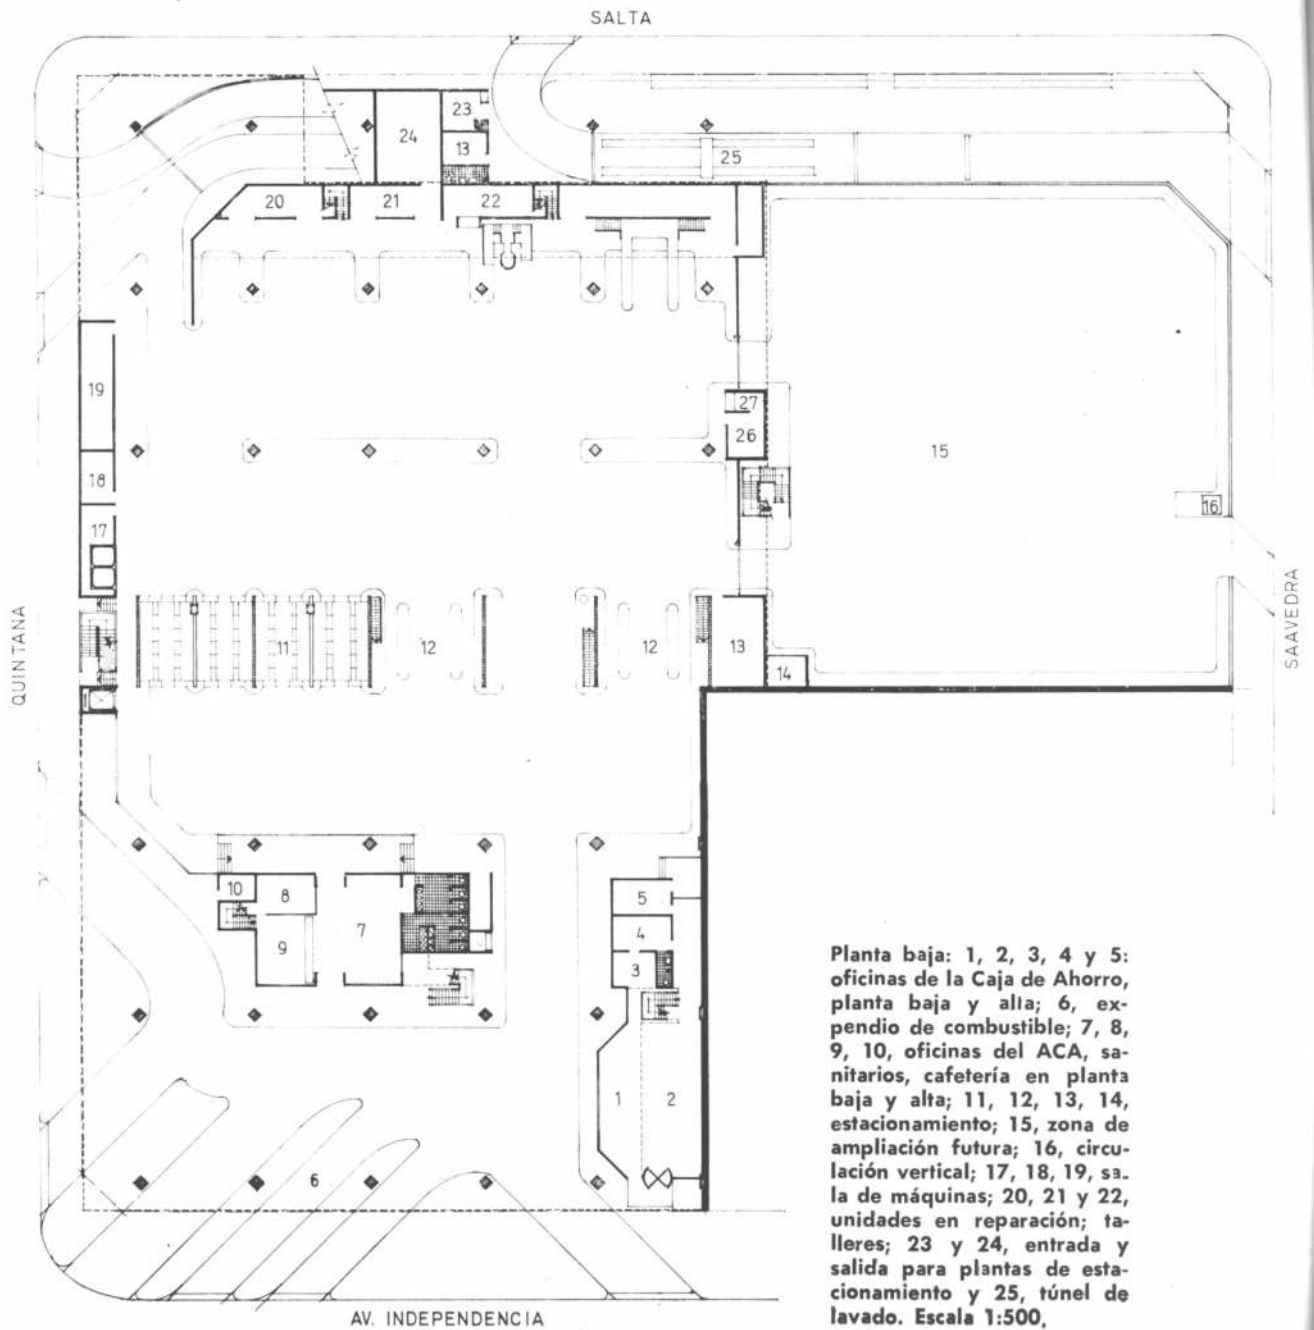 SALTA
23
24
13
25
20
21
22
19
27
26
15
18
16
17
QUINTANA
SAAVEDRA
11
12
12
13
14
10
8
5
7
4
9
3
1
2
6
Planta baja: 1, 2, 3, 4 y 5:
oficinas de la Caja de Ahorro,
planta baja y alta; 6, ex-
pendio de combustible; 7, 8,
9, 10, oficinas del ACA, sa-
nitarios, cafetería en planta
baja y alta; 11, 12, 13, 14,
estacionamiento; 15, zona de
ampliación futura; 16, circu-
lación vertical; 17, 18, 19, sa-
la de máquinas; 20, 21 y 22,
unidades en reparación; ta-
lleres; 23 y 24, entrada y
salida para plantas de esta-
cionamiento y 25, túnel de
lavado. Escala 1:500.
AV. INDEPENDENCIA